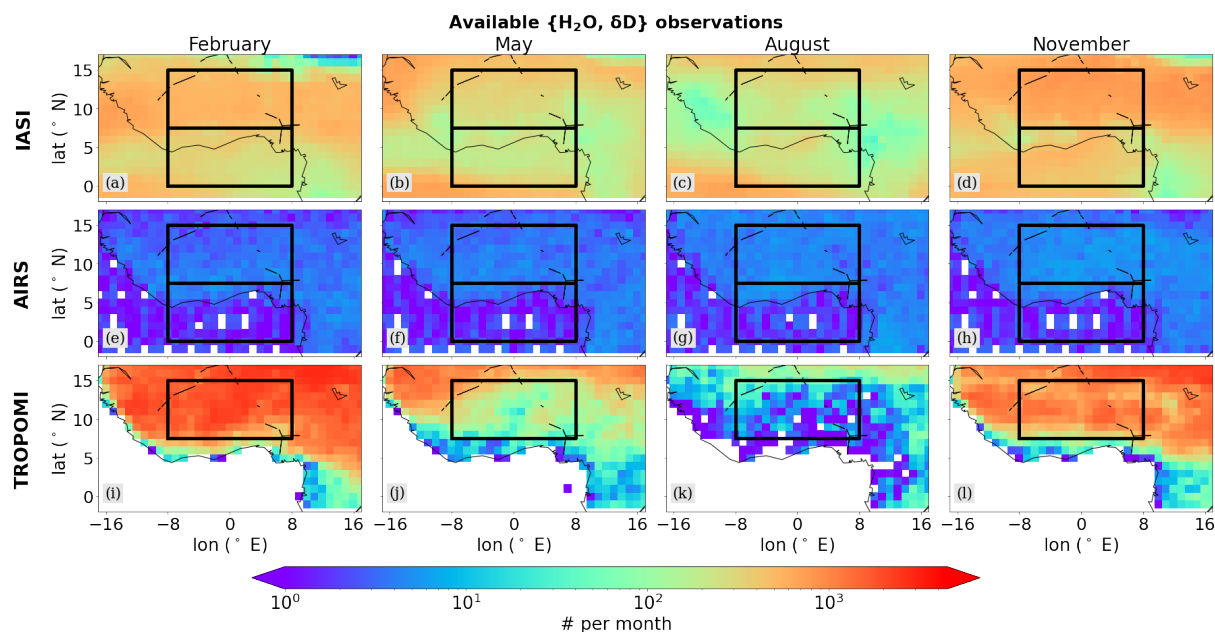 Available {H₂O, δD} observations
February May August November
IASI
lat (° N)
15
10
5
0
(a) (b) (c) (d)
AIRS
lat (° N)
15
10
5
0
(e) (f) (g) (h)
TROPOMI
lat (° N)
15
10
5
0
(i) (j) (k) (l)
−16 −8 0 8 16 −16 −8 0 8 16 −16 −8 0 8 16 −16 −8 0 8 16
lon (° E) lon (° E) lon (° E) lon (° E)
10⁰ 10¹ 10² 10³
# per month